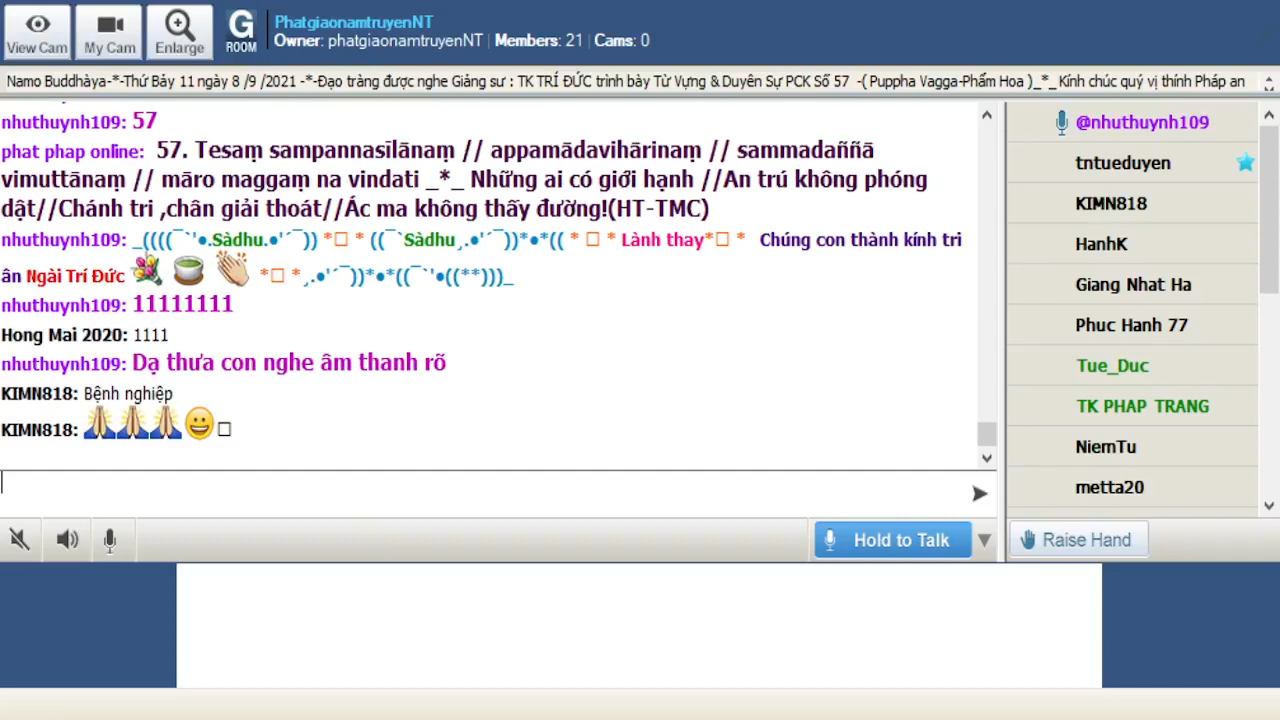 View Cam
My Cam
Enlarge
G
ROOM
PhatgiaonamtruyenNT
Owner: phatgiaonamtruyenNT | Members: 21 | Cams: 0
Namo Buddhàya-*-Thứ Bảy 11 ngày 8 /9 /2021 -*-Đạo tràng được nghe Giảng sư : TK TRÍ ĐỨC trình bày Từ Vựng & Duyên Sự PCK Số 57 -( Puppha Vagga-Phẩm Hoa )_*_ Kính chúc quý vị thính Pháp an
nhuthuynh109: 57
phat phap online: 57. Tesaṃ sampannasīlānaṃ // appamādavihārinaṃ // sammadaññā
vimuttānaṃ // māro maggaṃ na vindati _*_ Những ai có giới hạnh //An trú không phóng
dật//Chánh tri ,chân giải thoát//Ác ma không thấy đường!(HT-TMC)
nhuthuynh109: _((((¯`'•.Sàdhu.•'´¯)) *□ * ((¯`Sàdhu¸.•'´¯))*•*(( * □ * Lành thay*□ * Chúng con thành kính tri
ân Ngài Trí Đức 💐 🍵 👏 *□ *¸.•'´¯))*•*((¯`'•((**)))_
nhuthuynh109: 11111111
Hong Mai 2020: 1111
nhuthuynh109: Dạ thưa con nghe âm thanh rõ
KIMN818: Bệnh nghiệp
KIMN818: 🙏🙏🙏😀□
@nhuthuynh109
tntueduyen
KIMN818
HanhK
Giang Nhat Ha
Phuc Hanh 77
Tue_Duc
TK PHAP TRANG
NiemTu
metta20
Hold to Talk
Raise Hand